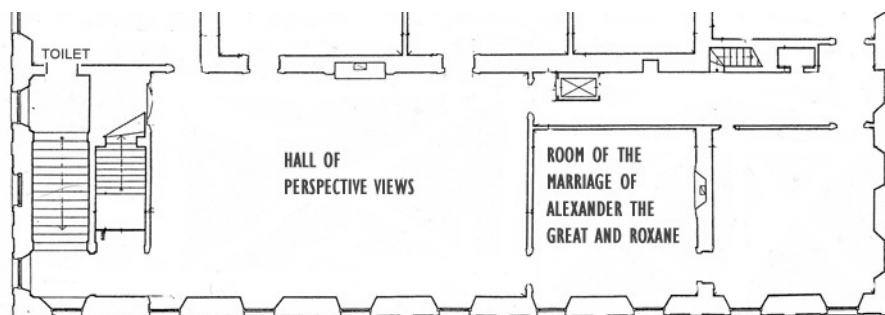 TOILET
HALL OF
PERSPECTIVE VIEWS
ROOM OF THE
MARRIAGE OF
ALEXANDER THE
GREAT AND ROXANE